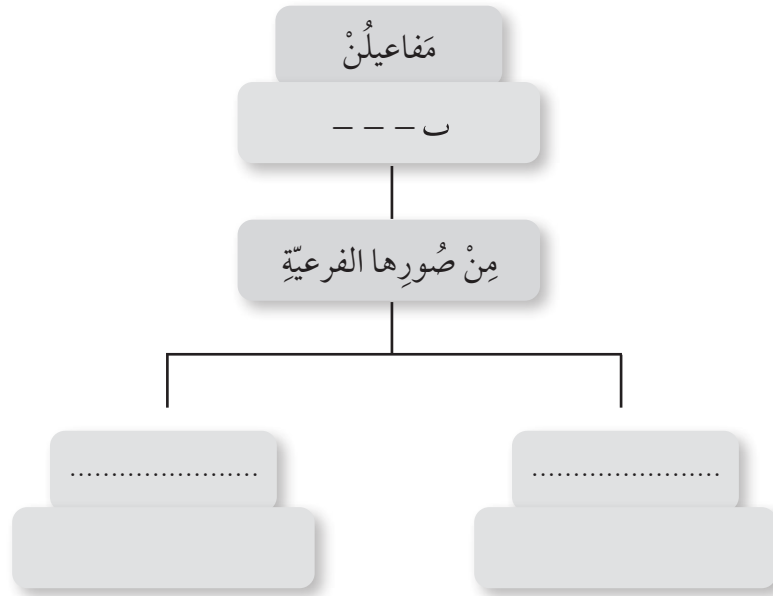 مَفاعيلُنْ
ب – – –
مِنْ صُورِها الفرعيّةِ
.......................
.......................